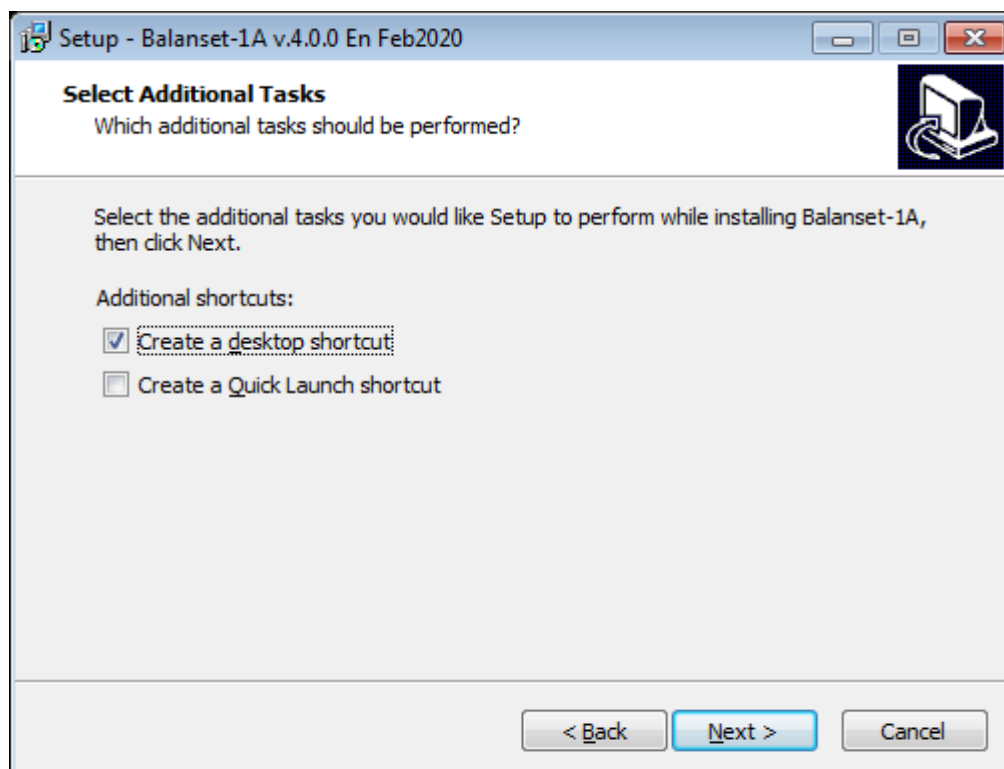 Setup - Balanset-1A v.4.0.0 En Feb2020
Select Additional Tasks
Which additional tasks should be performed?
Select the additional tasks you would like Setup to perform while installing Balanset-1A,
then click Next.
Additional shortcuts:
Create a desktop shortcut
Create a Quick Launch shortcut
< Back Next > Cancel